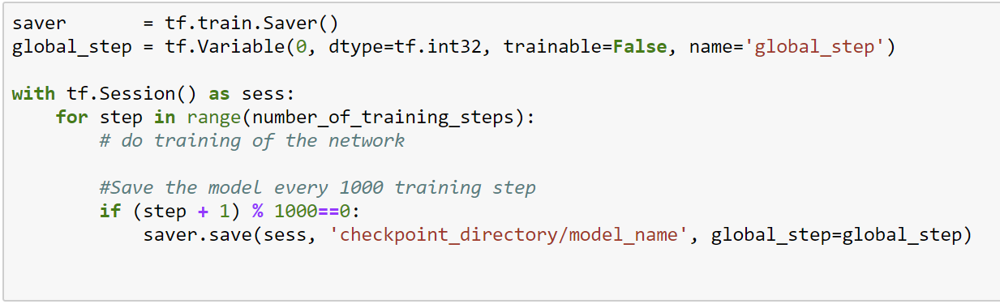 saver       = tf.train.Saver()
global_step = tf.Variable(0, dtype=tf.int32, trainable=False, name='global_step')
with tf.Session() as sess:
    for step in range(number_of_training_steps):
        # do training of the network
        #Save the model every 1000 training step
        if (step + 1) % 1000==0:
            saver.save(sess, 'checkpoint_directory/model_name', global_step=global_step)